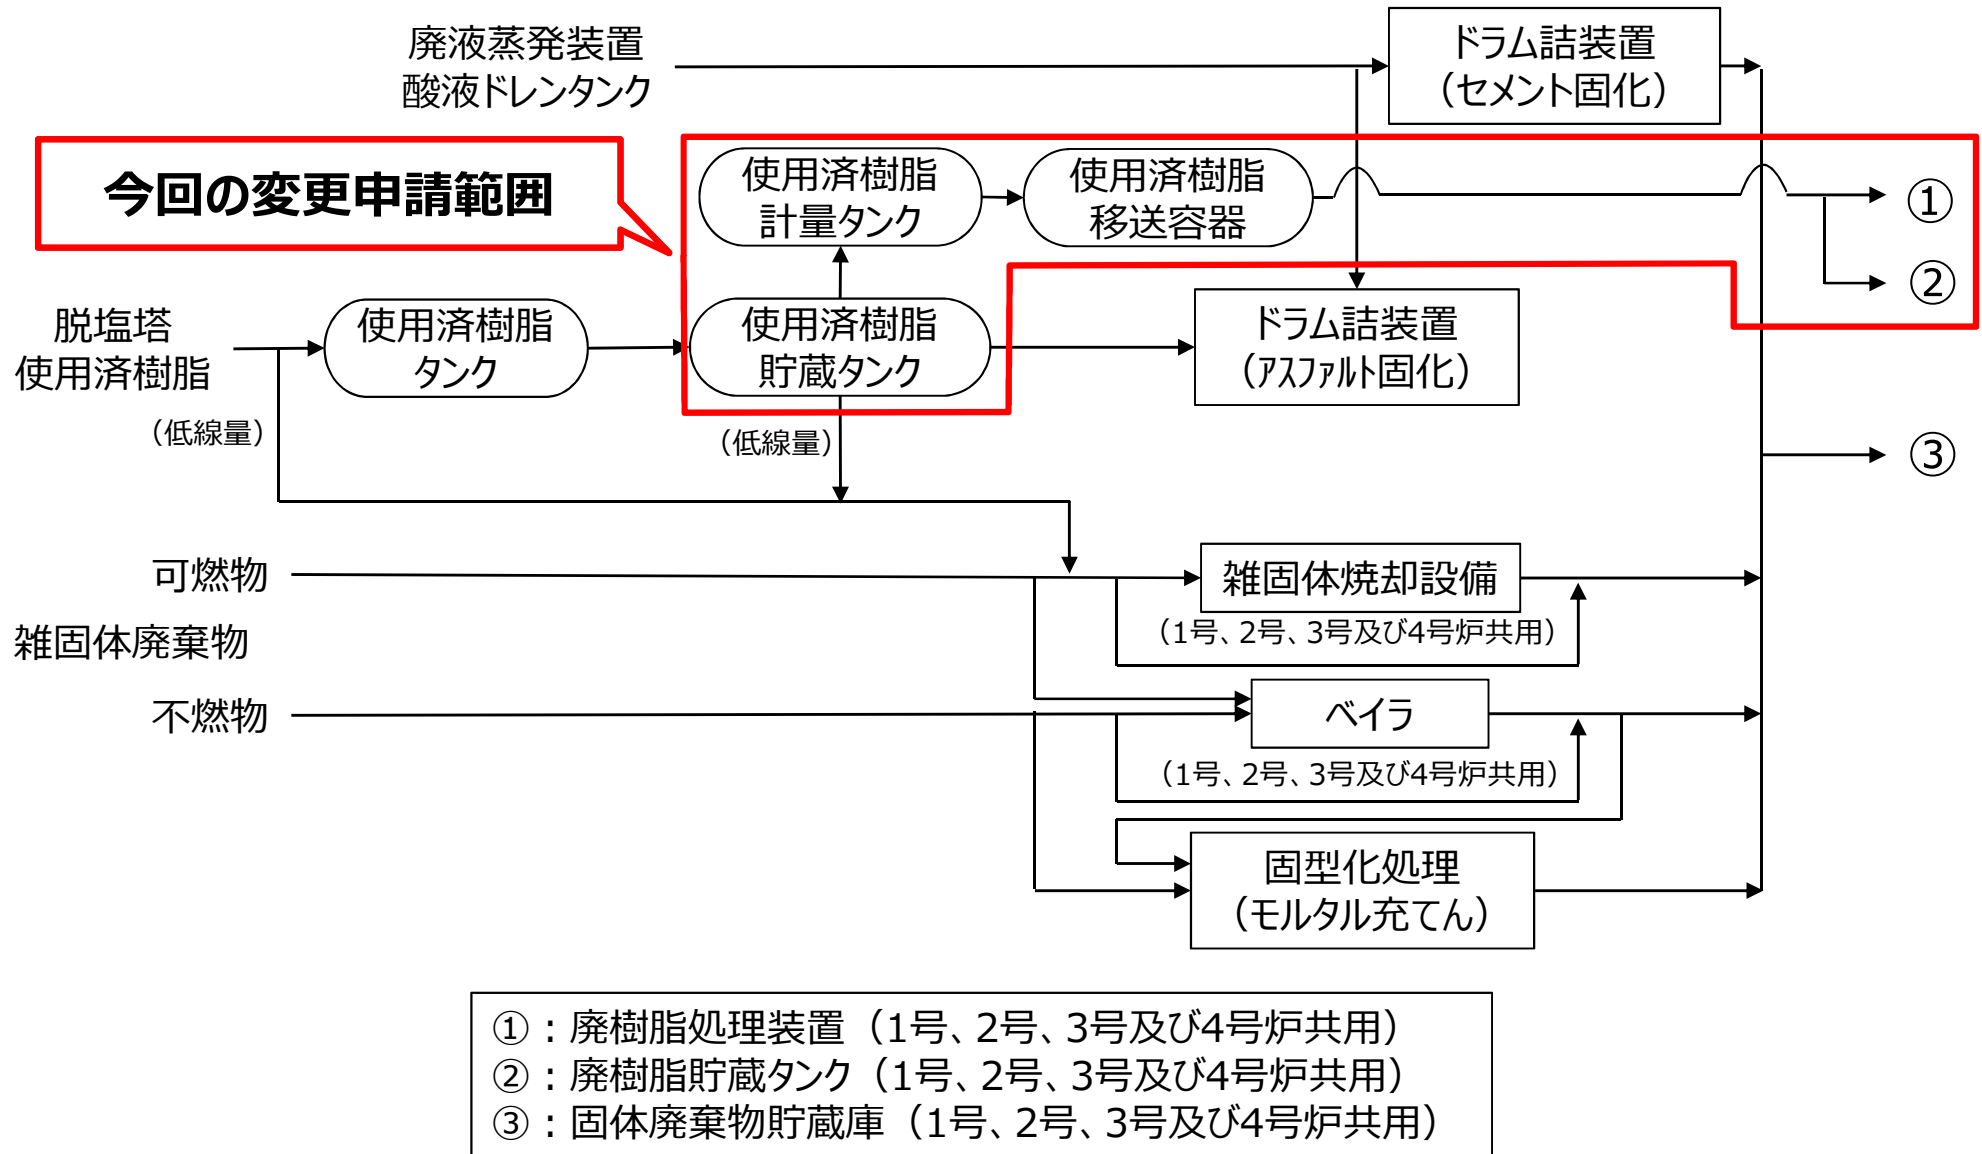 廃液蒸発装置
酸液ドレンタンク
ドラム詰装置
（セメント固化）
今回の変更申請範囲
使用済樹脂
計量タンク
使用済樹脂
移送容器
①
②
脱塩塔
使用済樹脂
使用済樹脂
タンク
使用済樹脂
貯蔵タンク
ドラム詰装置
（アスファルト固化）
（低線量）
（低線量）
③
可燃物
雑固体焼却設備
（1号、2号、3号及び4号炉共用）
雑固体廃棄物
不燃物
ベイラ
（1号、2号、3号及び4号炉共用）
固型化処理
（モルタル充てん）
①：廃樹脂処理装置（1号、2号、3号及び4号炉共用）
②：廃樹脂貯蔵タンク（1号、2号、3号及び4号炉共用）
③：固体廃棄物貯蔵庫（1号、2号、3号及び4号炉共用）